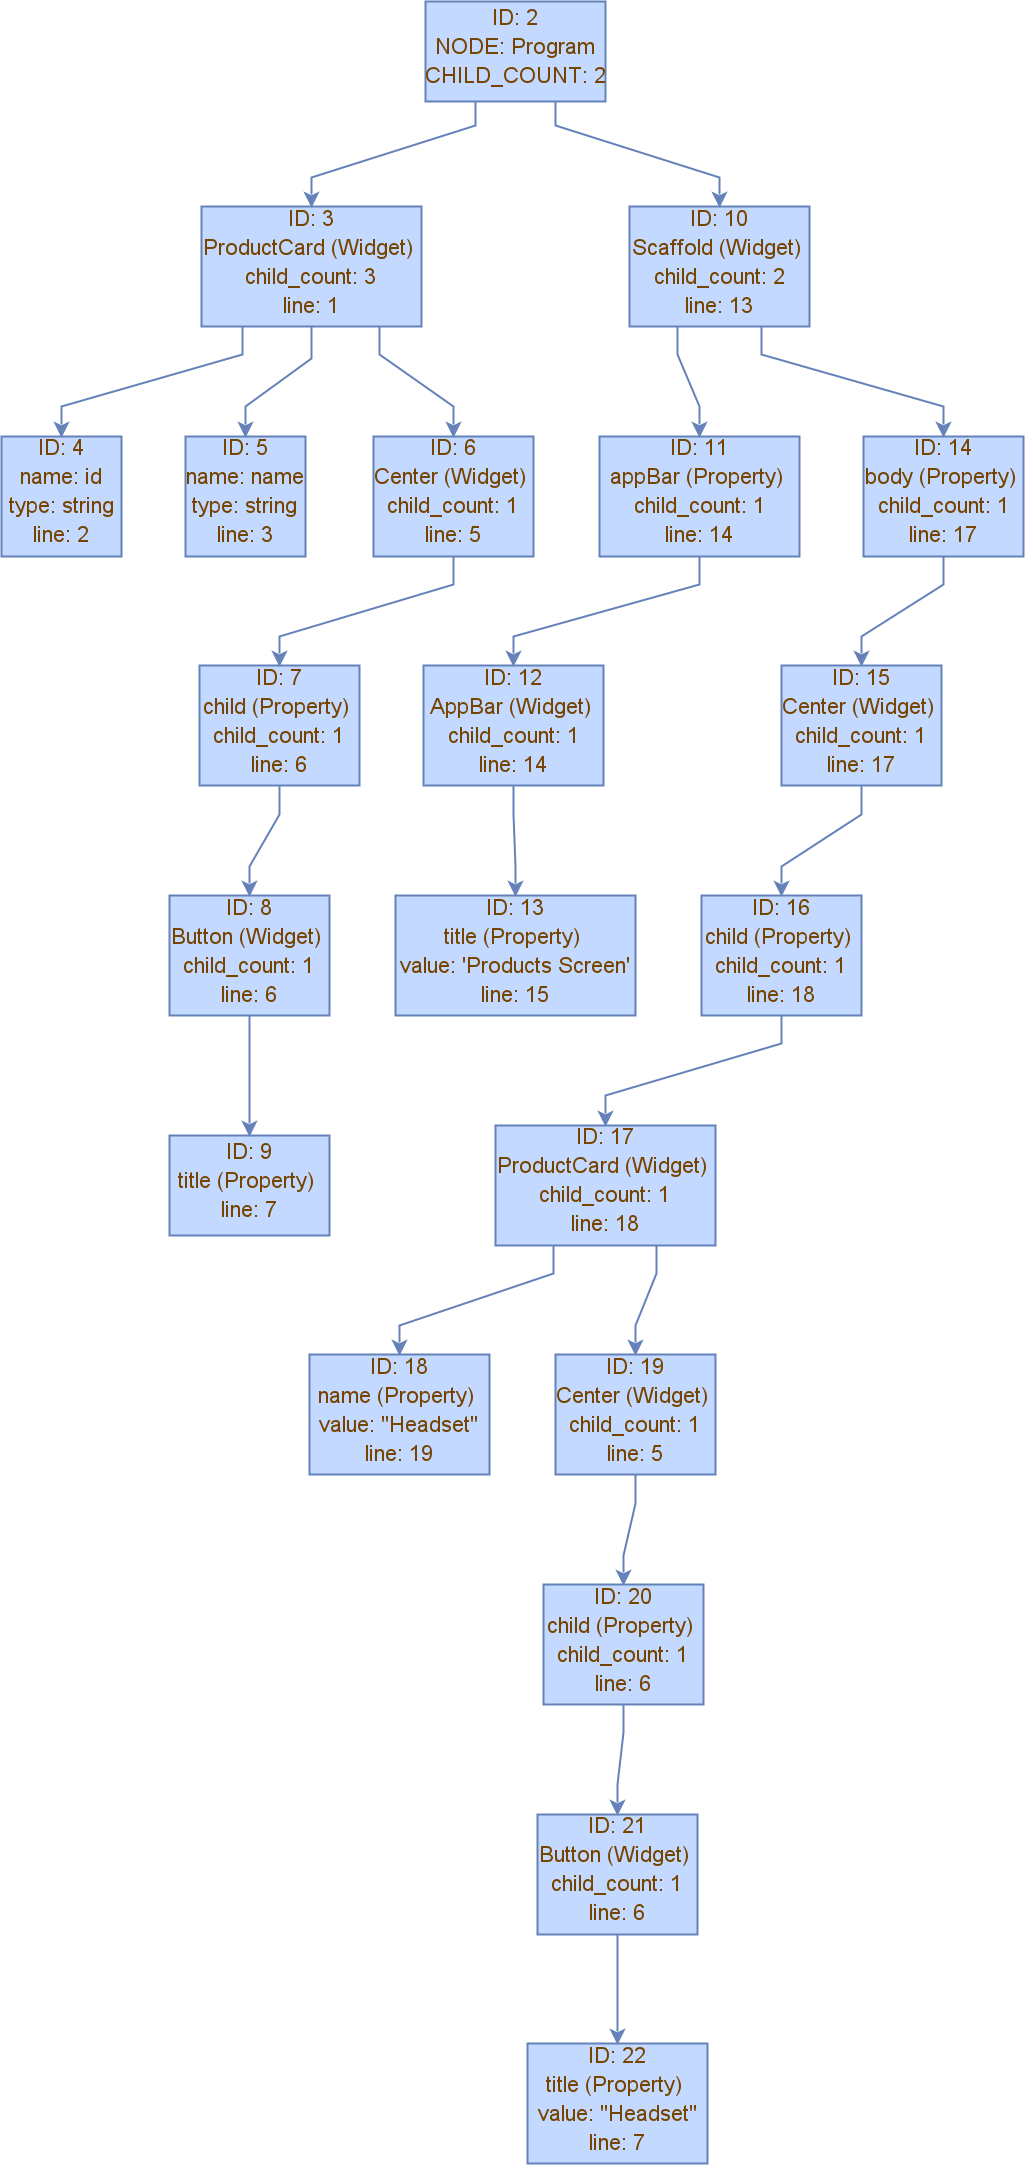 ID: 2
NODE: Program
CHILD_COUNT: 2
ID: 3
ProductCard (Widget)
child_count: 3
line: 1
ID: 10
Scaffold (Widget)
child_count: 2
line: 13
ID: 4
name: id
type: string
line: 2
ID: 5
name: name
type: string
line: 3
ID: 6
Center (Widget)
child_count: 1
line: 5
ID: 11
appBar (Property)
child_count: 1
line: 14
ID: 14
body (Property)
child_count: 1
line: 17
ID: 7
child (Property)
child_count: 1
line: 6
ID: 12
AppBar (Widget)
child_count: 1
line: 14
ID: 15
Center (Widget)
child_count: 1
line: 17
ID: 8
Button (Widget)
child_count: 1
line: 6
ID: 13
title (Property)
value: 'Products Screen'
line: 15
ID: 16
child (Property)
child_count: 1
line: 18
ID: 9
title (Property)
line: 7
ID: 17
ProductCard (Widget)
child_count: 1
line: 18
ID: 18
name (Property)
value: "Headset"
line: 19
ID: 19
Center (Widget)
child_count: 1
line: 5
ID: 20
child (Property)
child_count: 1
line: 6
ID: 21
Button (Widget)
child_count: 1
line: 6
ID: 22
title (Property)
value: "Headset"
line: 7